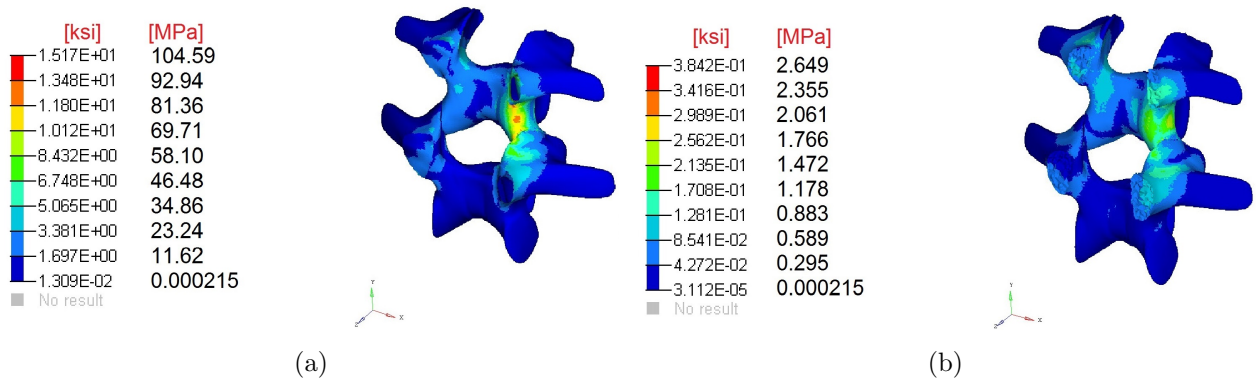 [ksi] [MPa]
1.517E+01 104.59
1.348E+01 92.94
1.180E+01 81.36
1.012E+01 69.71
8.432E+00 58.10
6.748E+00 46.48
5.065E+00 34.86
3.381E+00 23.24
1.697E+00 11.62
1.309E-02 0.000215
No result
Y
X
Z
(a)
[ksi] [MPa]
3.842E-01 2.649
3.416E-01 2.355
2.989E-01 2.061
2.562E-01 1.766
2.135E-01 1.472
1.708E-01 1.178
1.281E-01 0.883
8.541E-02 0.589
4.272E-02 0.295
3.112E-05 0.000215
No result
Y
X
Z
(b)